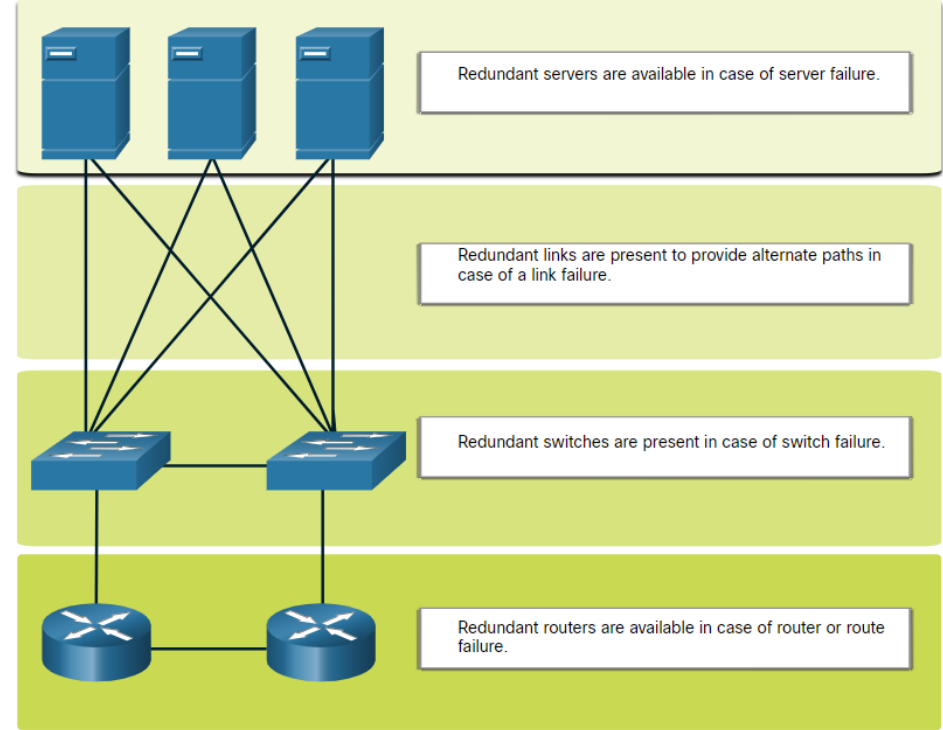 Redundant servers are available in case of server failure.
Redundant links are present to provide alternate paths in
case of a link failure.
Redundant switches are present in case of switch failure.
Redundant routers are available in case of router or route
failure.